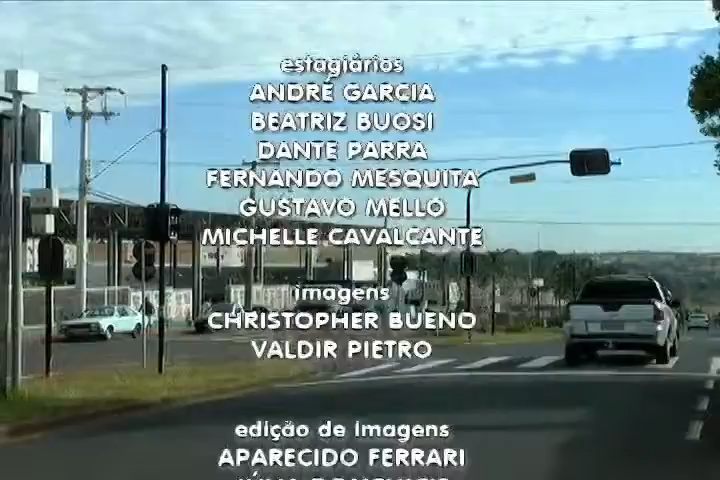 estagiários
ANDRÉ GARCIA
BEATRIZ BUOSI
DANTE PARRA
FERNANDO MESQUITA
GUSTAVO MELLO
MICHELLE CAVALCANTE
imagens
CHRISTOPHER BUENO
VALDIR PIETRO
edição de imagens
APARECIDO FERRARI